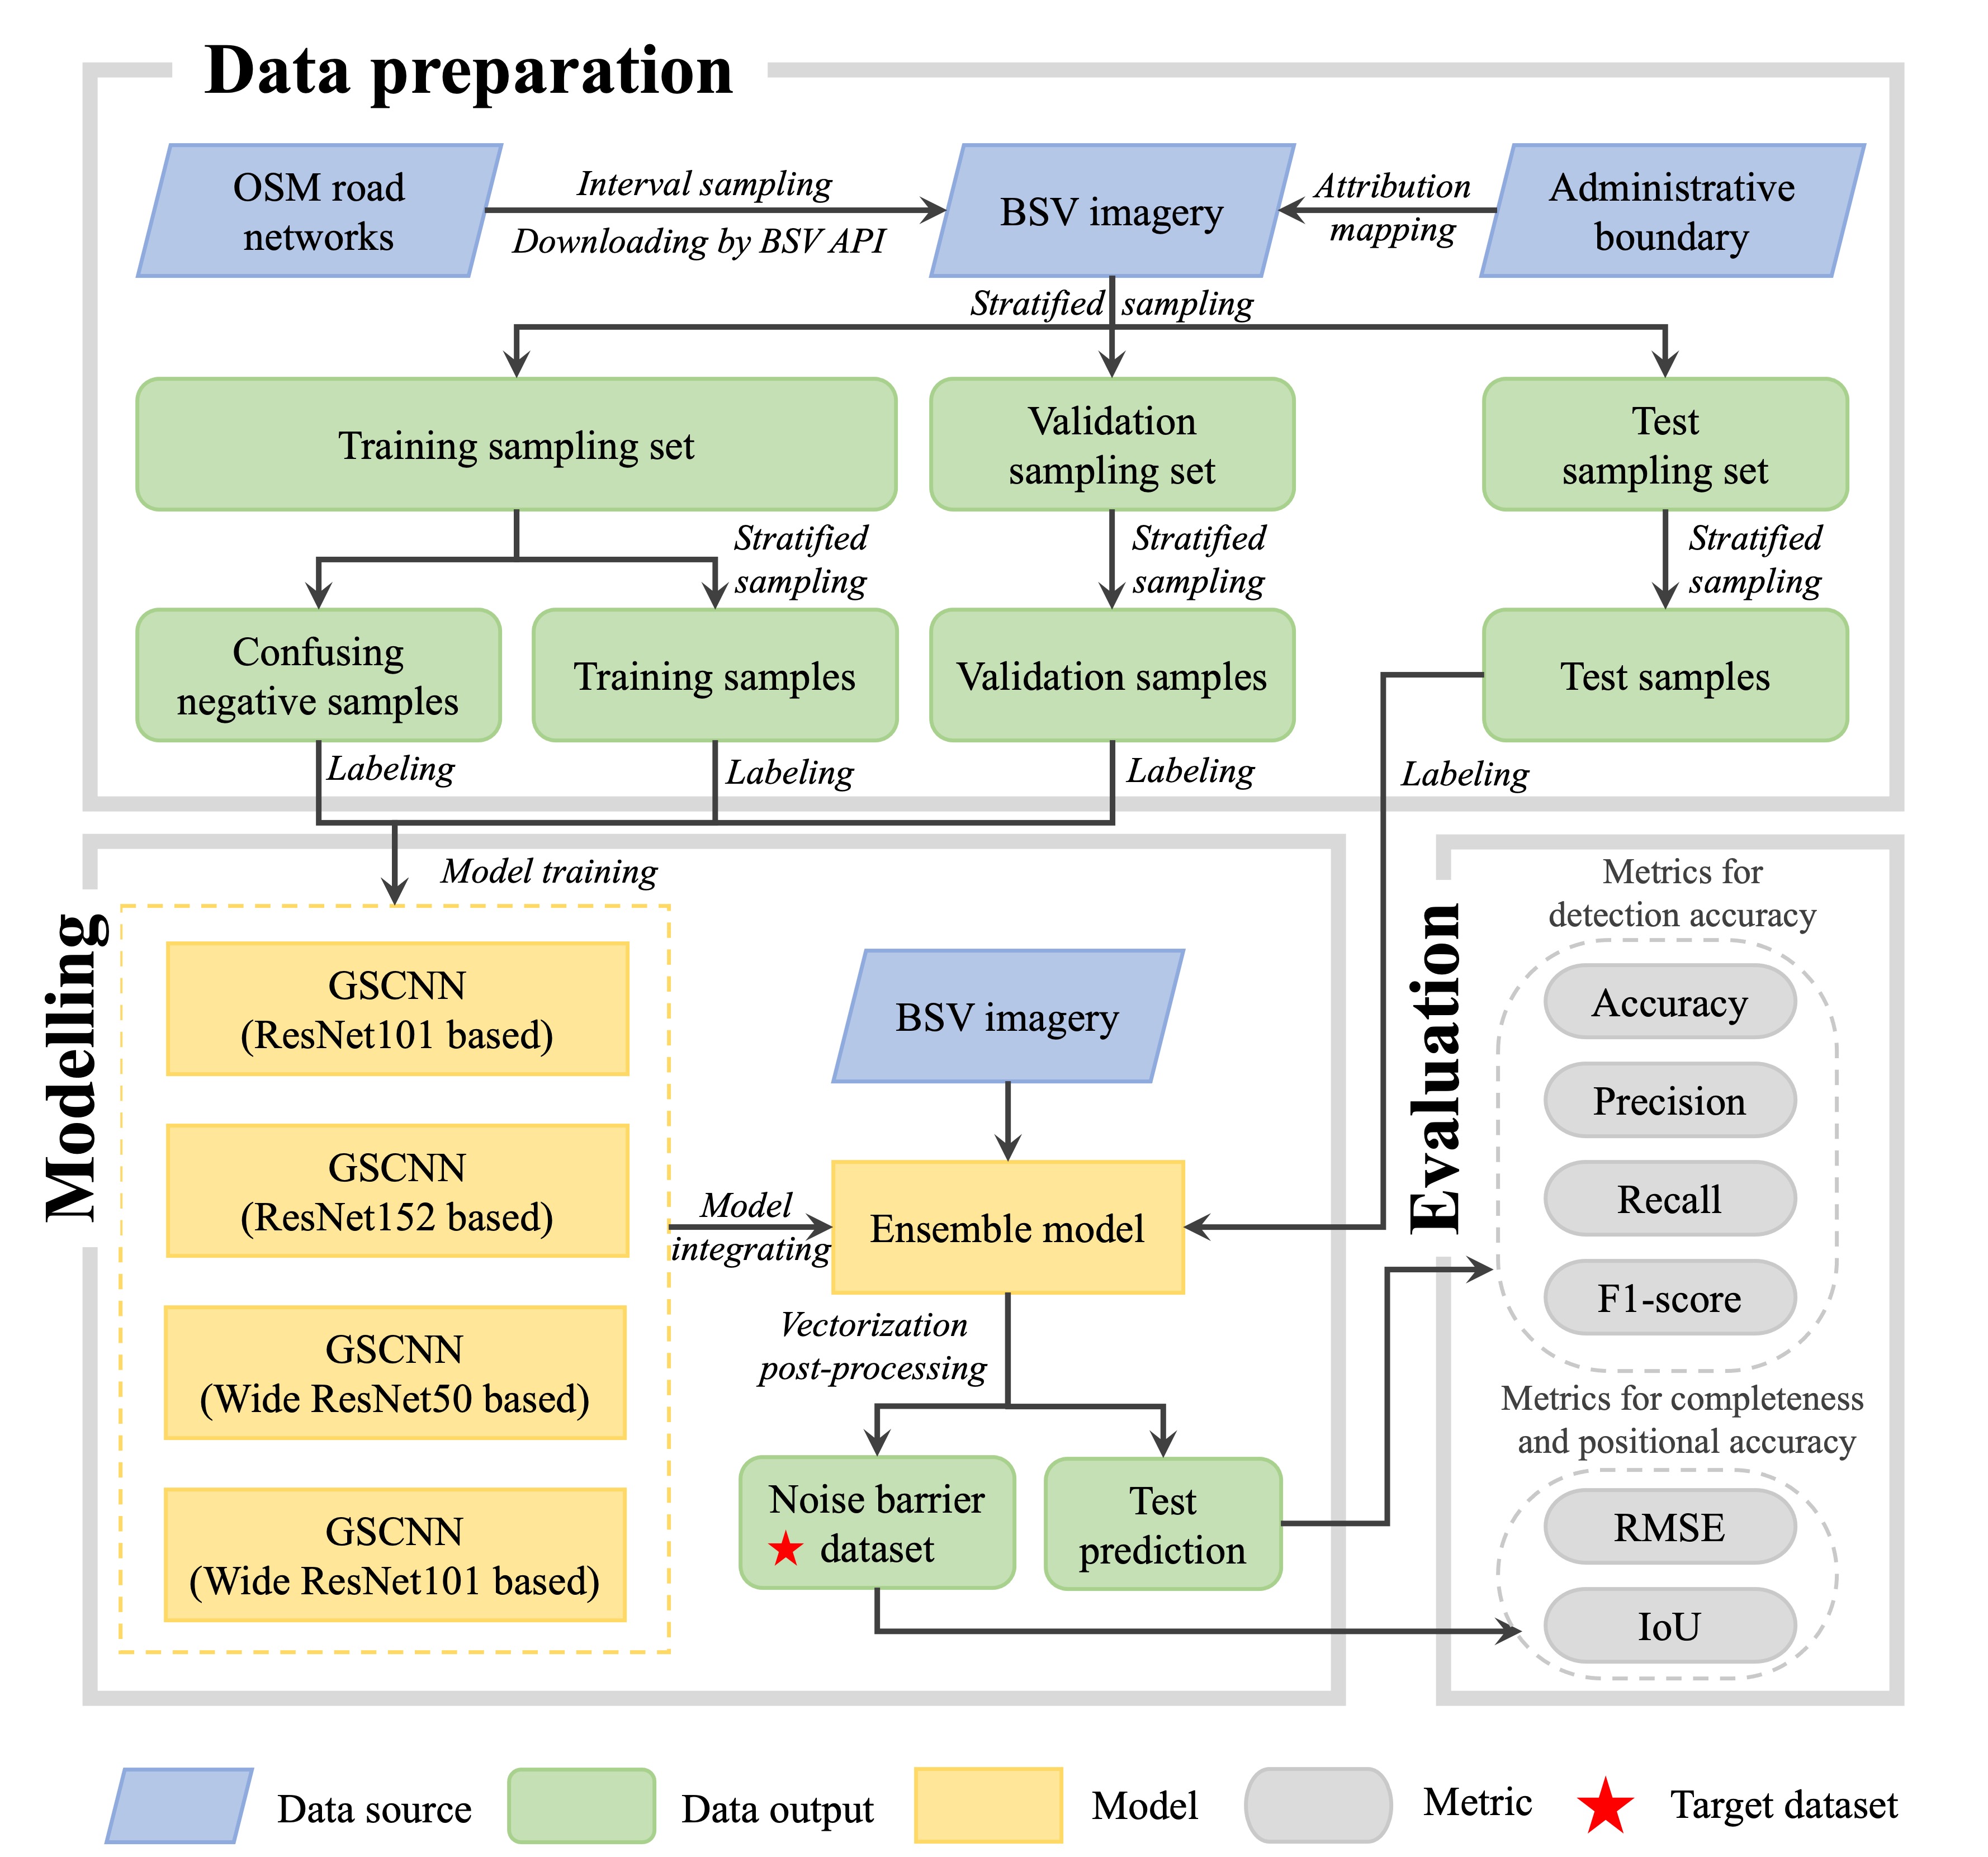 Data preparation
OSM road
networks
Interval sampling
Downloading by BSV API
BSV imagery
Attribution
mapping
Administrative
boundary
Stratified sampling
Training sampling set
Validation
sampling set
Test
sampling set
Stratified
sampling
Stratified
sampling
Stratified
sampling
Confusing
negative samples
Training samples
Validation samples
Test samples
Labeling
Labeling
Labeling
Labeling
Modelling
Model training
GSCNN
(ResNet101 based)
GSCNN
(ResNet152 based)
GSCNN
(Wide ResNet50 based)
GSCNN
(Wide ResNet101 based)
Model
integrating
BSV imagery
Ensemble model
Vectorization
post-processing
Noise barrier
dataset
Test
prediction
Evaluation
Metrics for
detection accuracy
Accuracy
Precision
Recall
F1-score
Metrics for completeness
and positional accuracy
RMSE
IoU
Data source
Data output
Model
Metric
Target dataset